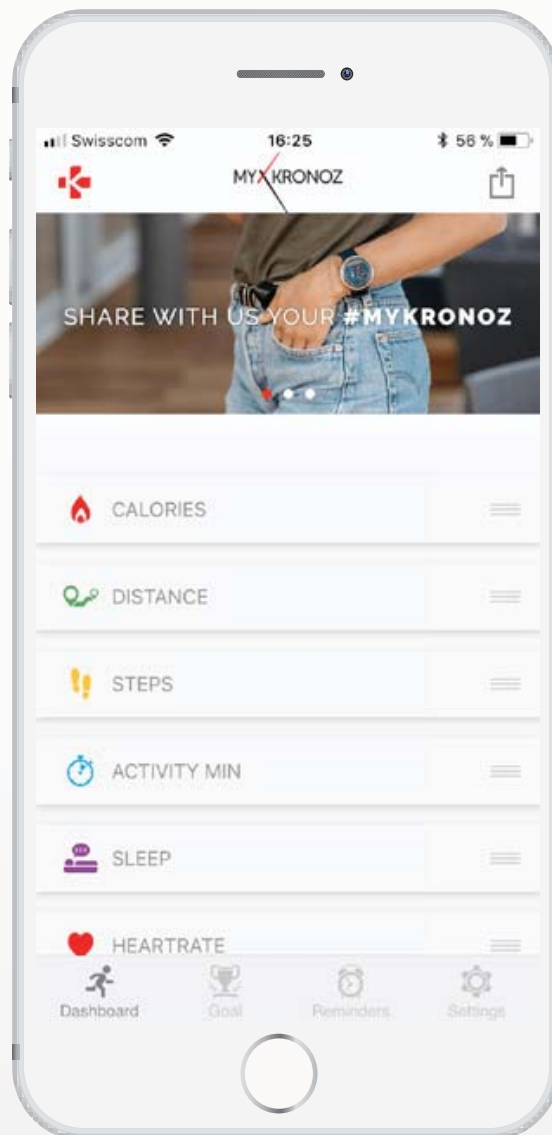 Swisscom 16:25 56 %
MYKRONOZ
SHARE WITH US YOUR #MYKRONOZ
CALORIES
DISTANCE
STEPS
ACTIVITY MIN
SLEEP
HEARTRATE
Dashboard Goal Reminders Settings